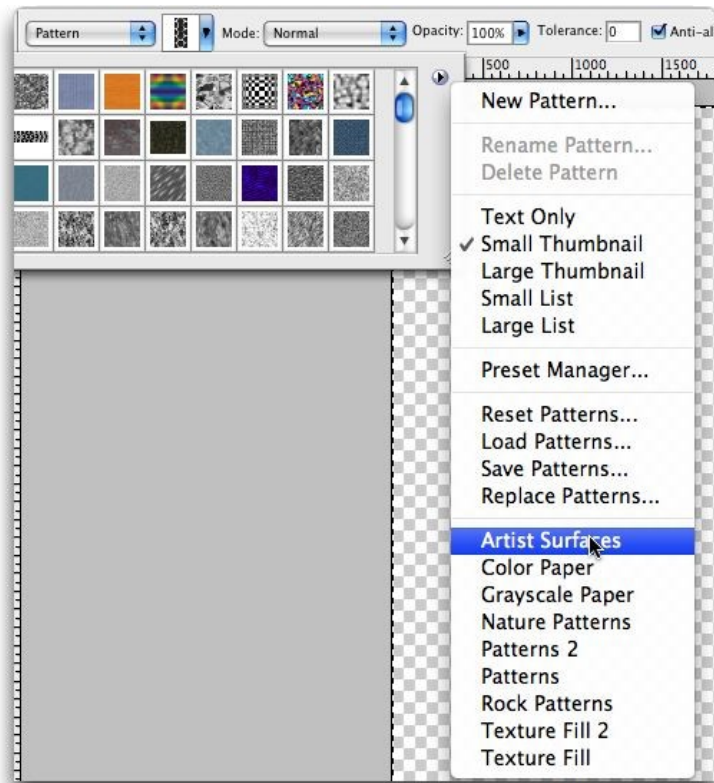 Pattern Mode: Normal Opacity: 100% Tolerance: 0 Anti-al
500 1000 1500
New Pattern...
Rename Pattern...
Delete Pattern
Text Only
✓ Small Thumbnail
Large Thumbnail
Small List
Large List
Preset Manager...
Reset Patterns...
Load Patterns...
Save Patterns...
Replace Patterns...
Artist Surfaces
Color Paper
Grayscale Paper
Nature Patterns
Patterns 2
Patterns
Rock Patterns
Texture Fill 2
Texture Fill